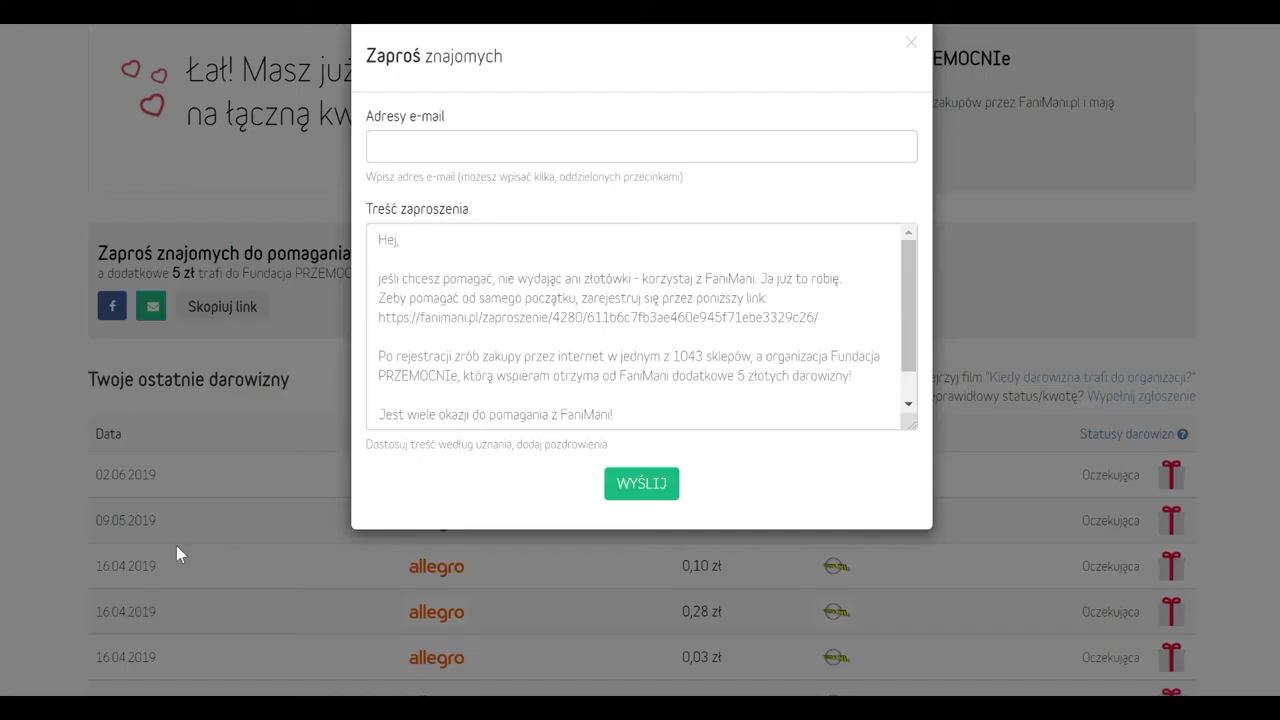 Zaproś znajomych
Adresy e-mail
Wpisz adres e-mail (możesz wpisać kilka, oddzielonych przecinkami)
Treść zaproszenia
Hej,
jeśli chcesz pomagać, nie wydając ani złotówki - korzystaj z FaniMani. Ja już to robię.
Żeby pomagać od samego początku, zarejestruj się przez poniższy link:
https://fanimani.pl/zaproszenie/4280/611b6c7fb3ae460e945f71ebe3329c26/
Po rejestracji zrób zakupy przez internet w jednym z 1043 sklepów, a organizacja Fundacja
PRZEMOCNIe, którą wspieram otrzyma od FaniMani dodatkowe 5 złotych darowizny!
Jest wiele okazji do pomagania z FaniMani!
Dostosuj treść według uznania, dodaj pozdrowienia
WYŚLIJ
Łał! Masz już
na łączną kw
EMOCNIe
zakupów przez FaniMani.pl i mają
Zaproś znajomych do pomagania
a dodatkowe 5 zł trafi do Fundacja PRZEMOC
Skopiuj link
Twoje ostatnie darowizny
ejrzyj film "Kiedy darowizna trafi do organizacji?"
eprawidłowy status/kwotę? Wypełnij zgłoszenie
Data Statusy darowizn
02.06.2019 Oczekująca
09.05.2019 Oczekująca
16.04.2019 allegro 0,10 zł Oczekująca
16.04.2019 allegro 0,28 zł Oczekująca
16.04.2019 allegro 0,03 zł Oczekująca